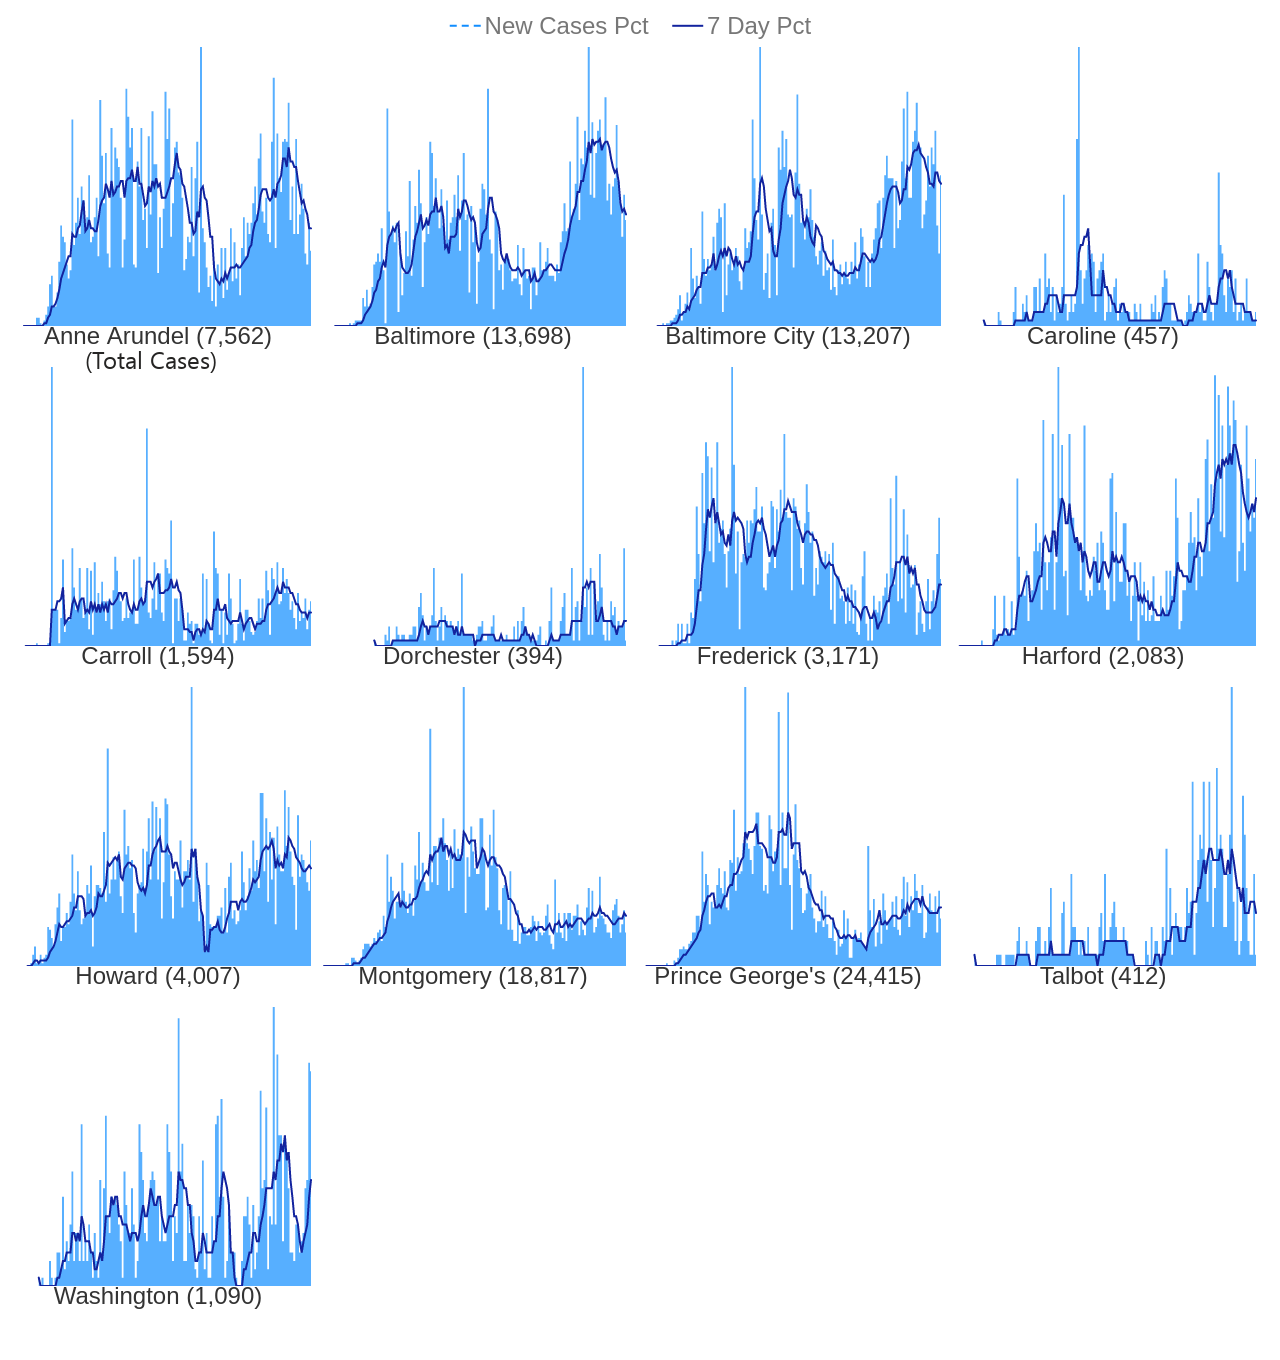 New Cases Pct 7 Day Pct
Anne Arundel (7,562)
(Total Cases)
Baltimore (13,698)
Baltimore City (13,207)
Caroline (457)
Carroll (1,594)
Dorchester (394)
Frederick (3,171)
Harford (2,083)
Howard (4,007)
Montgomery (18,817)
Prince George's (24,415)
Talbot (412)
Washington (1,090)